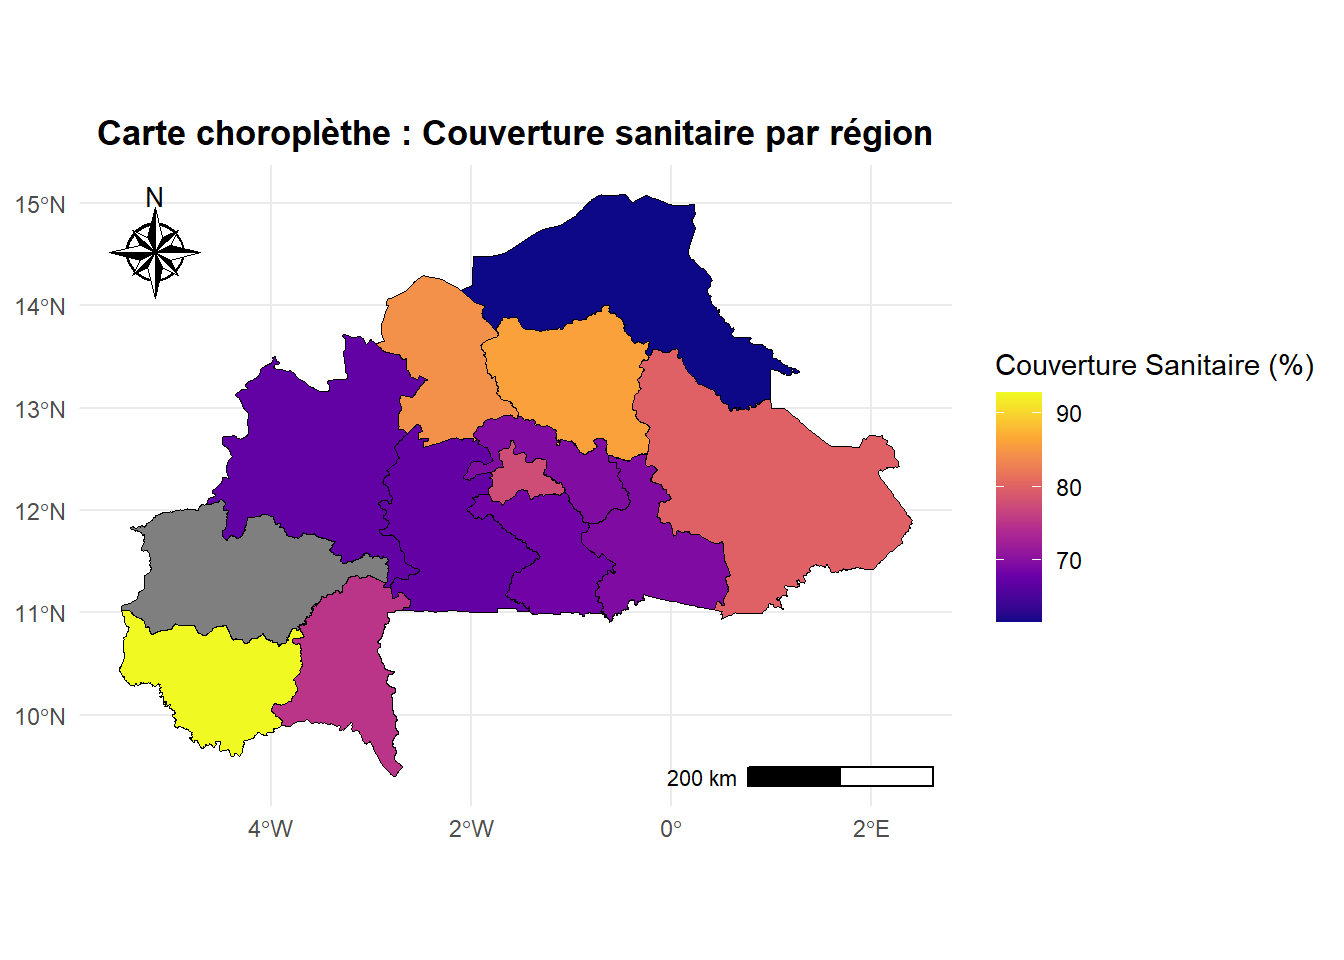 Carte choroplèthe : Couverture sanitaire par région
N
15°N
14°N
13°N
12°N
11°N
10°N
4°W
2°W
0°
2°E
200 km
Couverture Sanitaire (%)
90
80
70